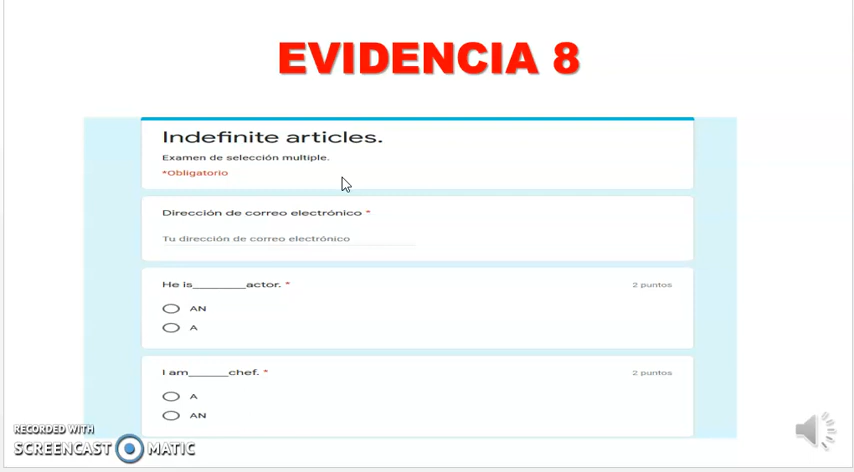 EVIDENCIA 8
Indefinite articles.
Examen de selección multiple.
*Obligatorio
Dirección de correo electrónico *
Tu dirección de correo electrónico
He is________actor. * 2 puntos
AN
A
I am______chef. * 2 puntos
A
AN
RECORDED WITH
SCREENCAST MATIC